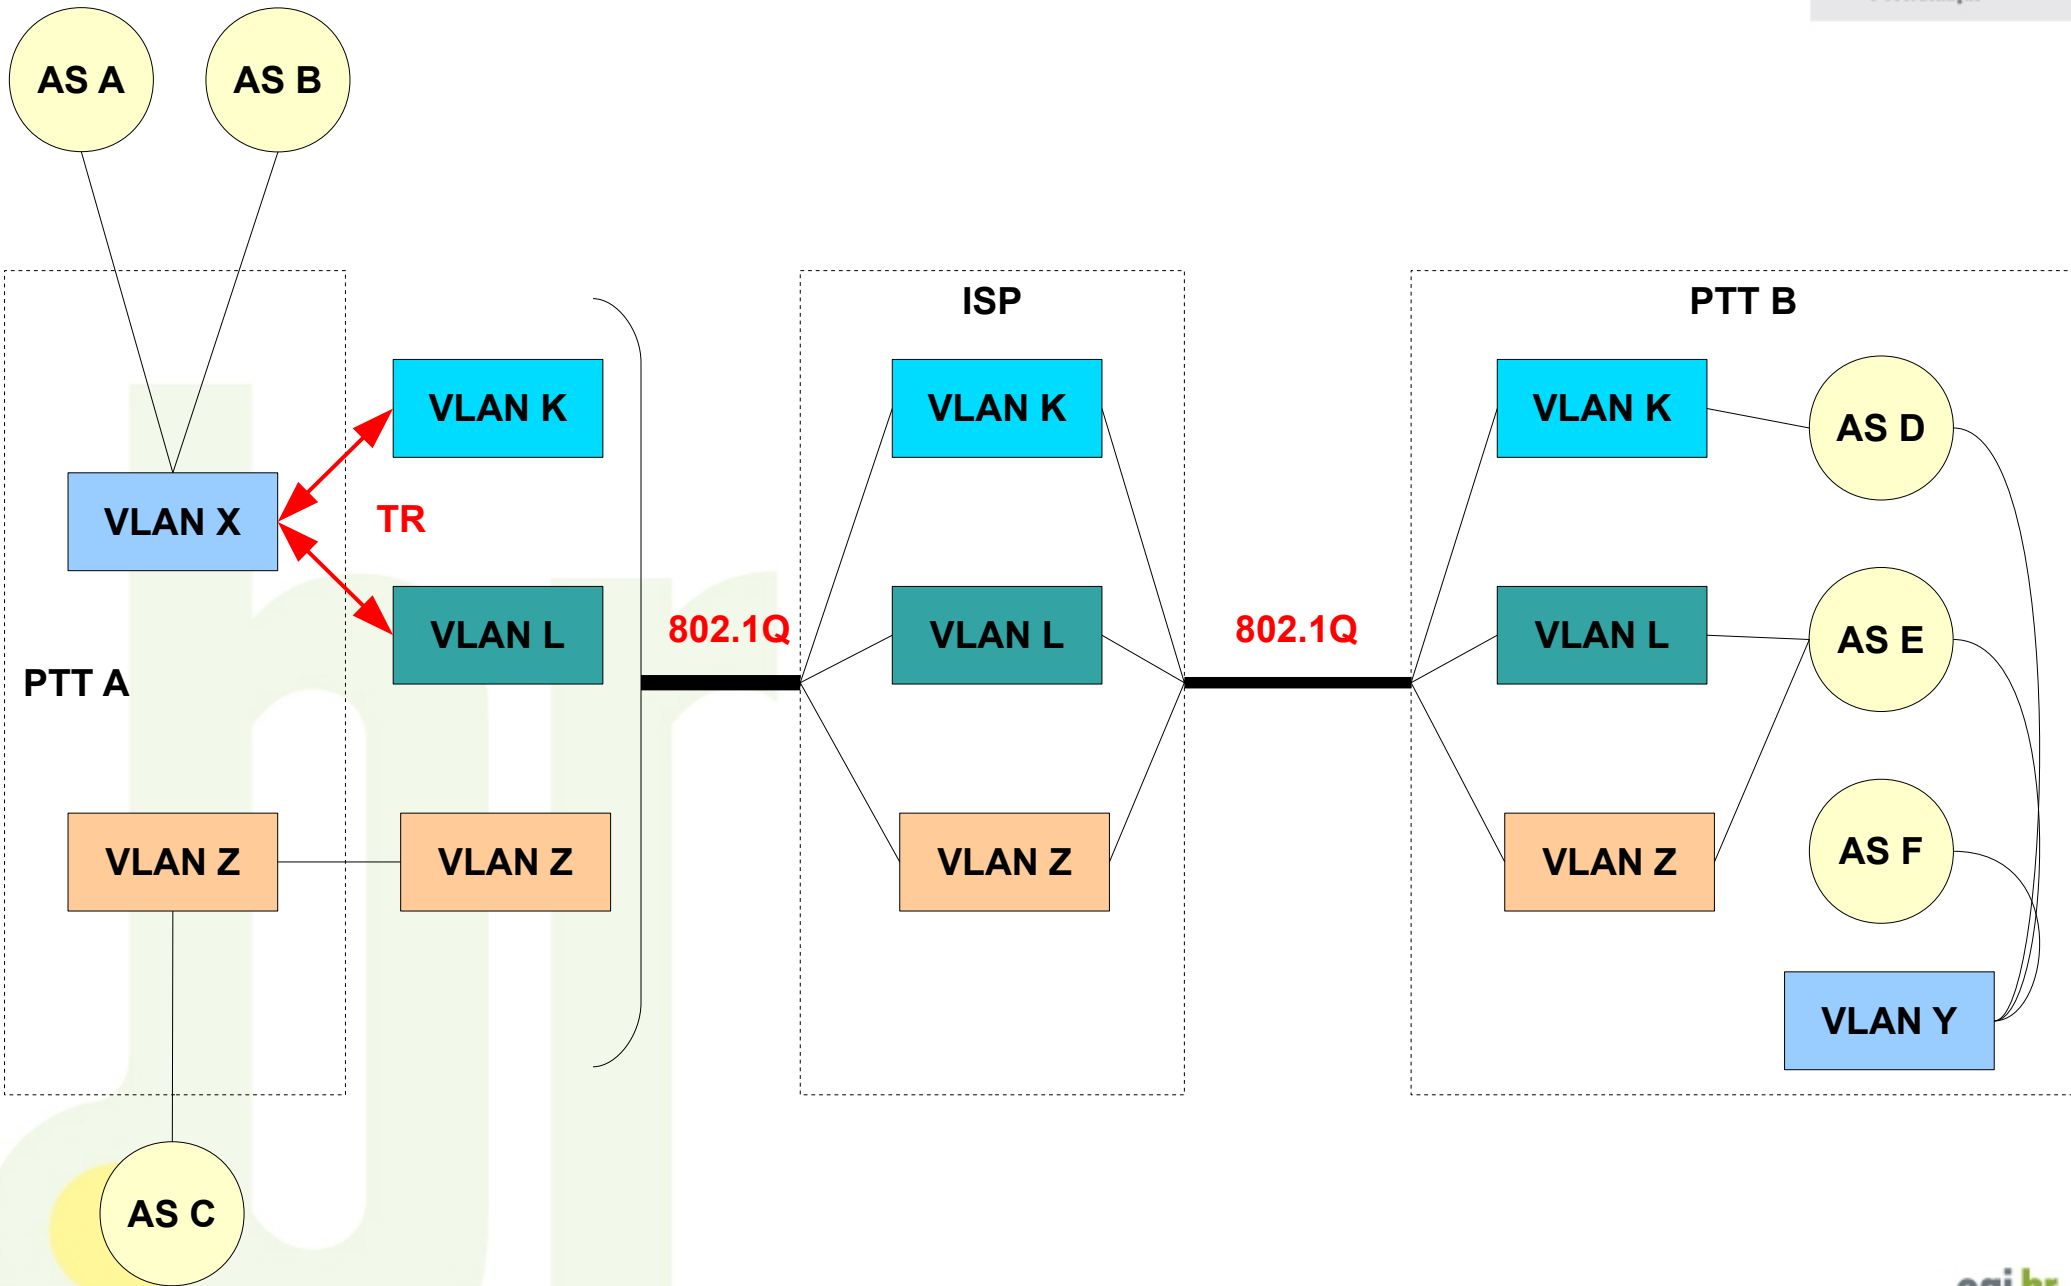 AS A
AS B
ISP
PTT B
VLAN K
VLAN K
VLAN K
AS D
VLAN X
TR
VLAN L
802.1Q
VLAN L
802.1Q
VLAN L
AS E
PTT A
VLAN Z
VLAN Z
VLAN Z
VLAN Z
AS F
VLAN Y
AS C